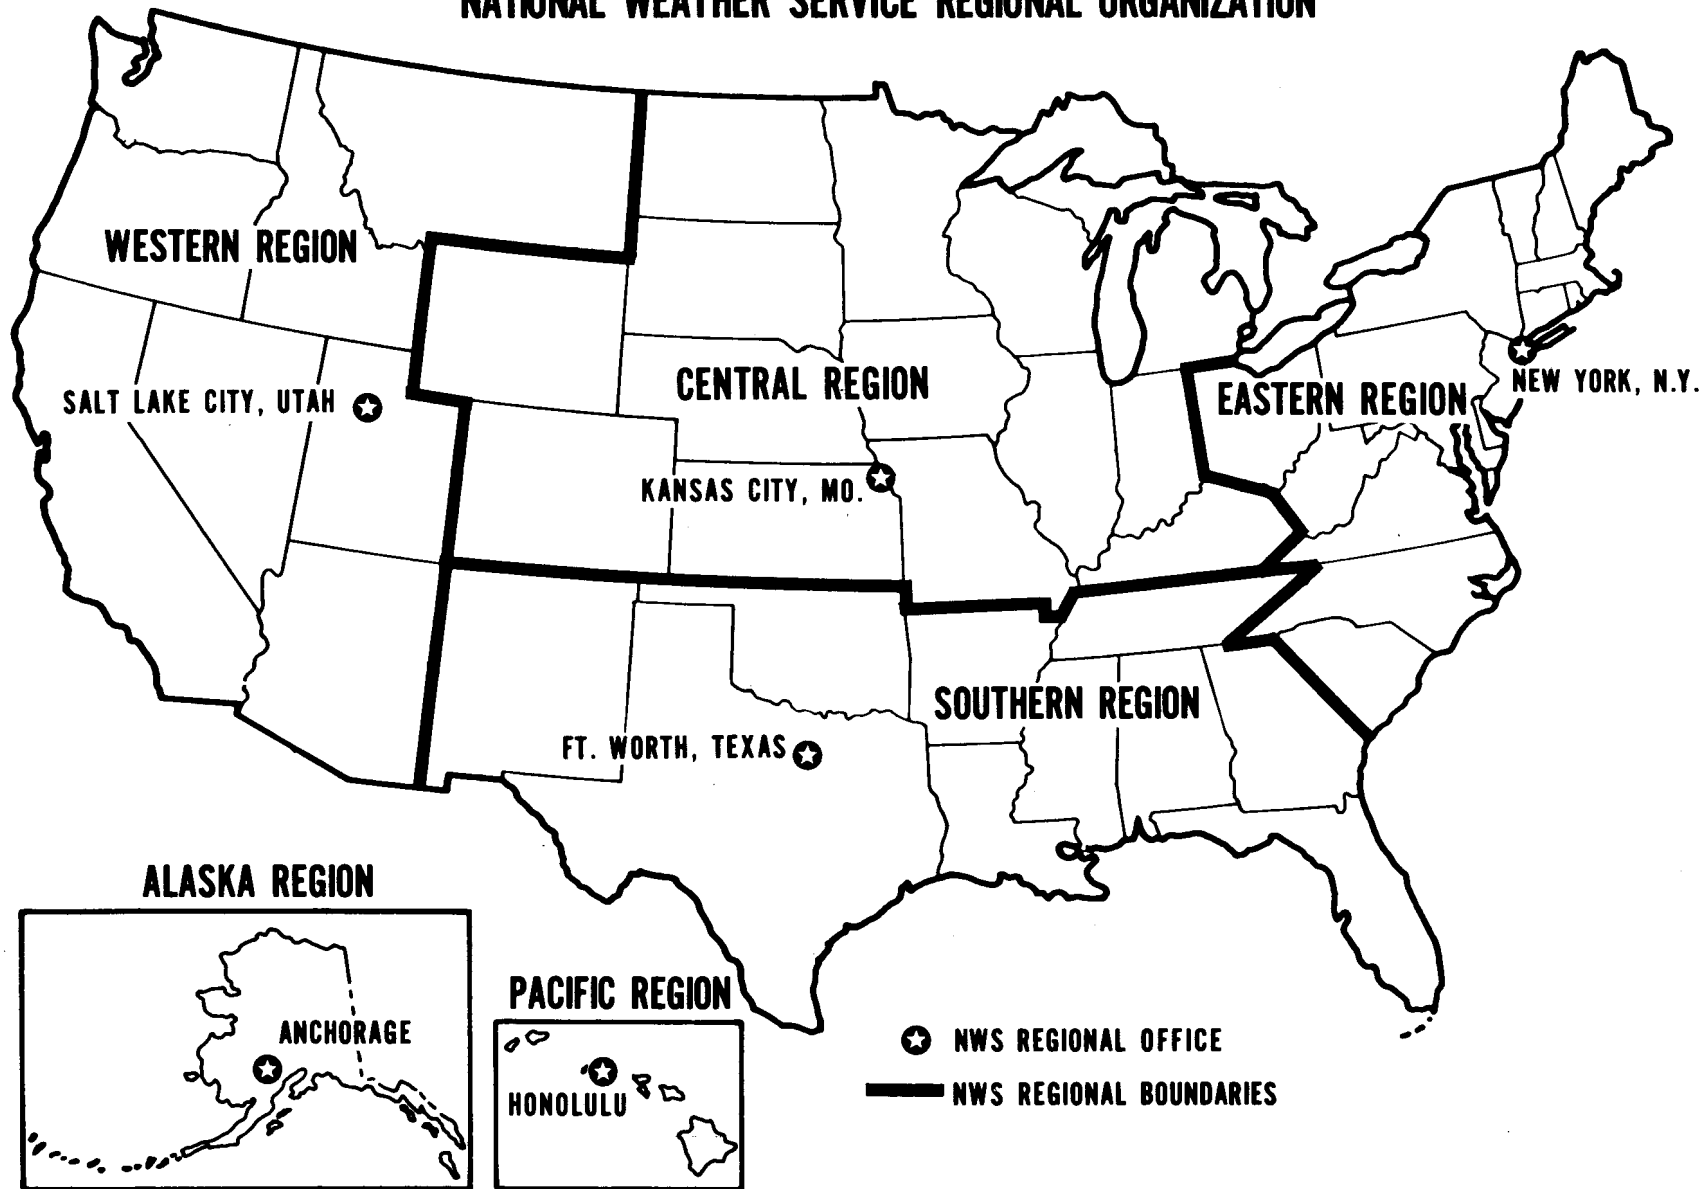 NATIONAL WEATHER SERVICE REGIONAL ORGANIZATION
WESTERN REGION
CENTRAL REGION
EASTERN REGION
NEW YORK, N.Y.
SALT LAKE CITY, UTAH
KANSAS CITY, MO.
SOUTHERN REGION
FT. WORTH, TEXAS
ALASKA REGION
ANCHORAGE
PACIFIC REGION
HONOLULU
NWS REGIONAL OFFICE
NWS REGIONAL BOUNDARIES